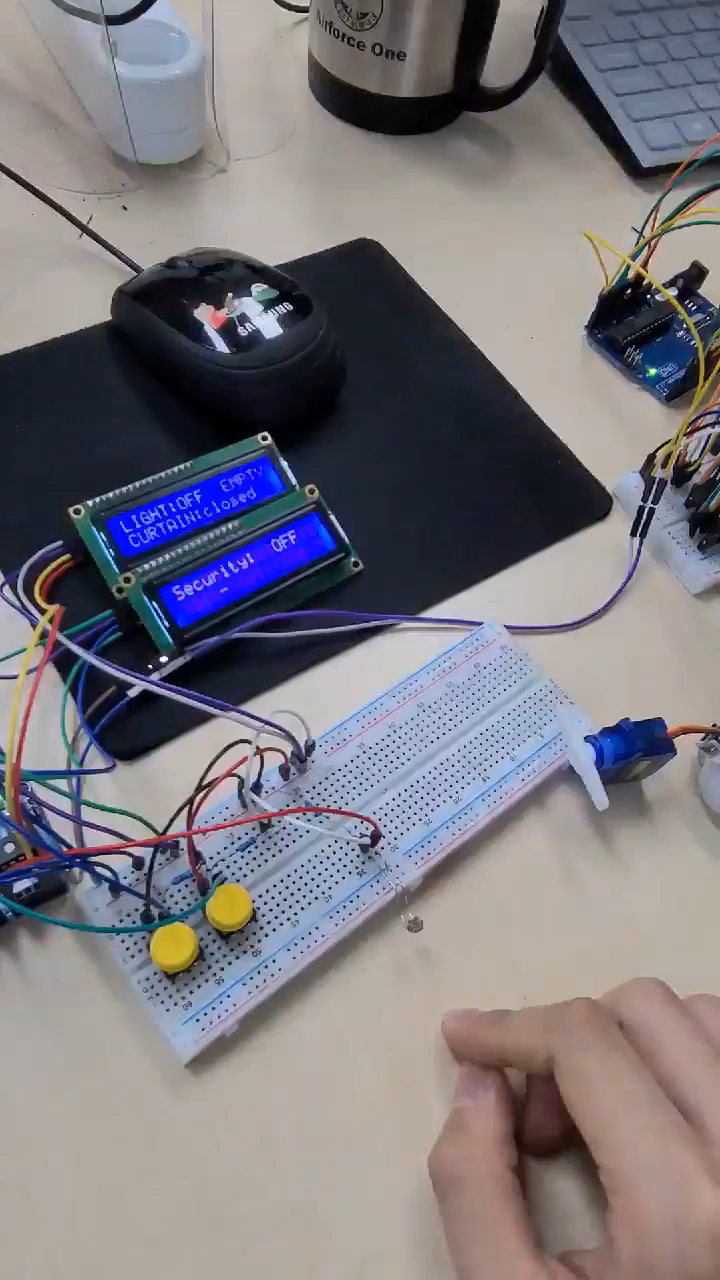 Airforce One
SAMSUNG
LIGHT:OFF EMPTY
CURTAIN:closed
Security: OFF